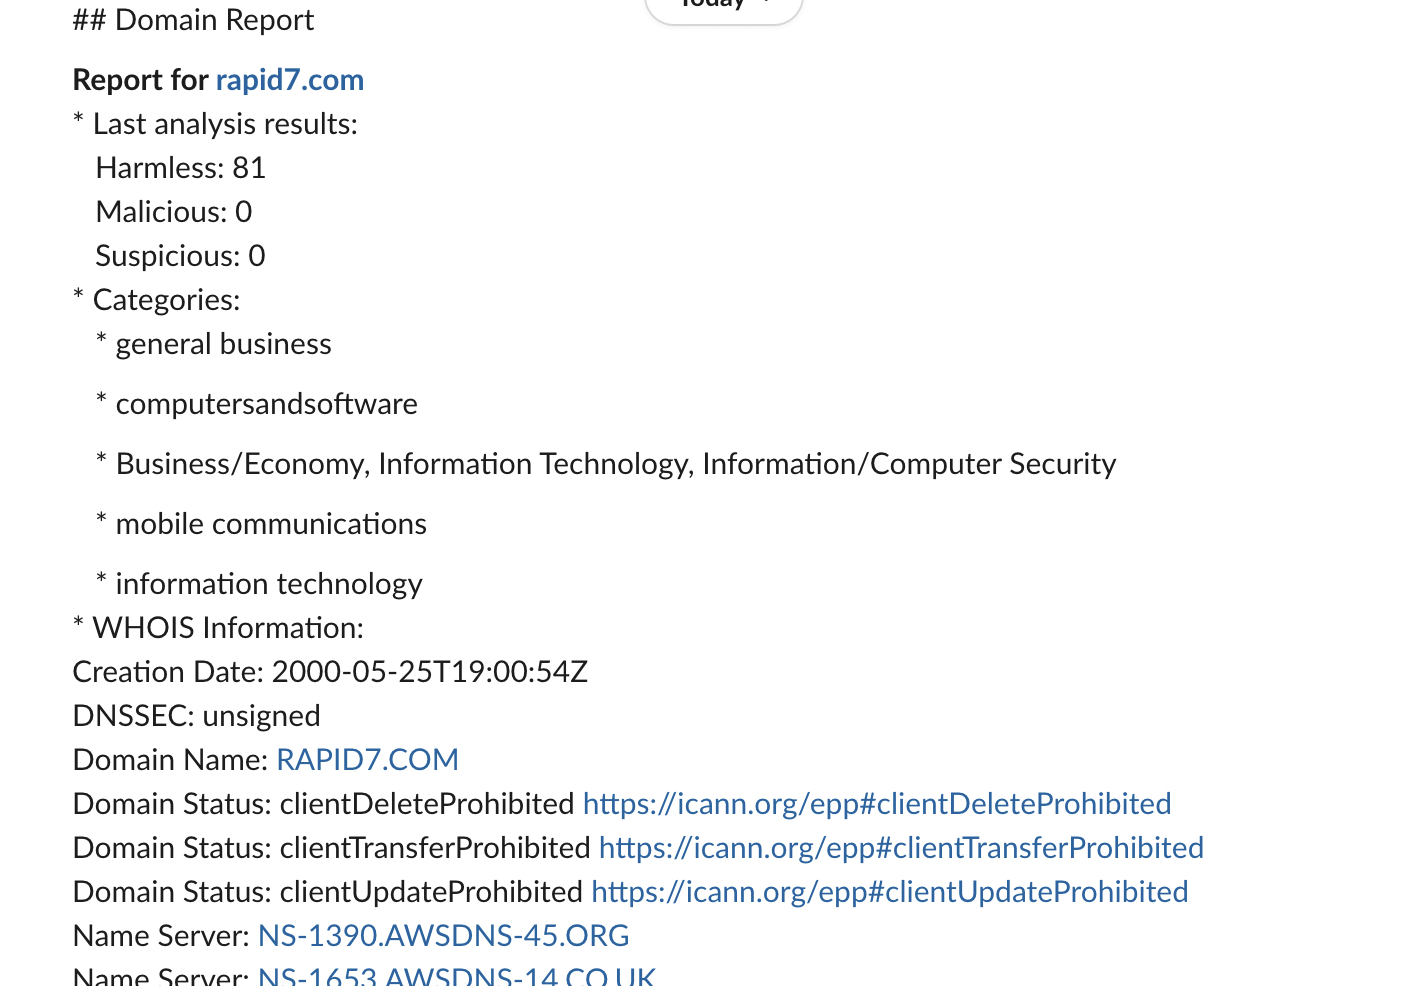 Today
## Domain Report
Report for rapid7.com
* Last analysis results:
Harmless: 81
Malicious: 0
Suspicious: 0
* Categories:
* general business
* computersandsoftware
* Business/Economy, Information Technology, Information/Computer Security
* mobile communications
* information technology
* WHOIS Information:
Creation Date: 2000-05-25T19:00:54Z
DNSSEC: unsigned
Domain Name: RAPID7.COM
Domain Status: clientDeleteProhibited https://icann.org/epp#clientDeleteProhibited
Domain Status: clientTransferProhibited https://icann.org/epp#clientTransferProhibited
Domain Status: clientUpdateProhibited https://icann.org/epp#clientUpdateProhibited
Name Server: NS-1390.AWSDNS-45.ORG
Name Server: NS-1653.AWSDNS-14.CO.UK